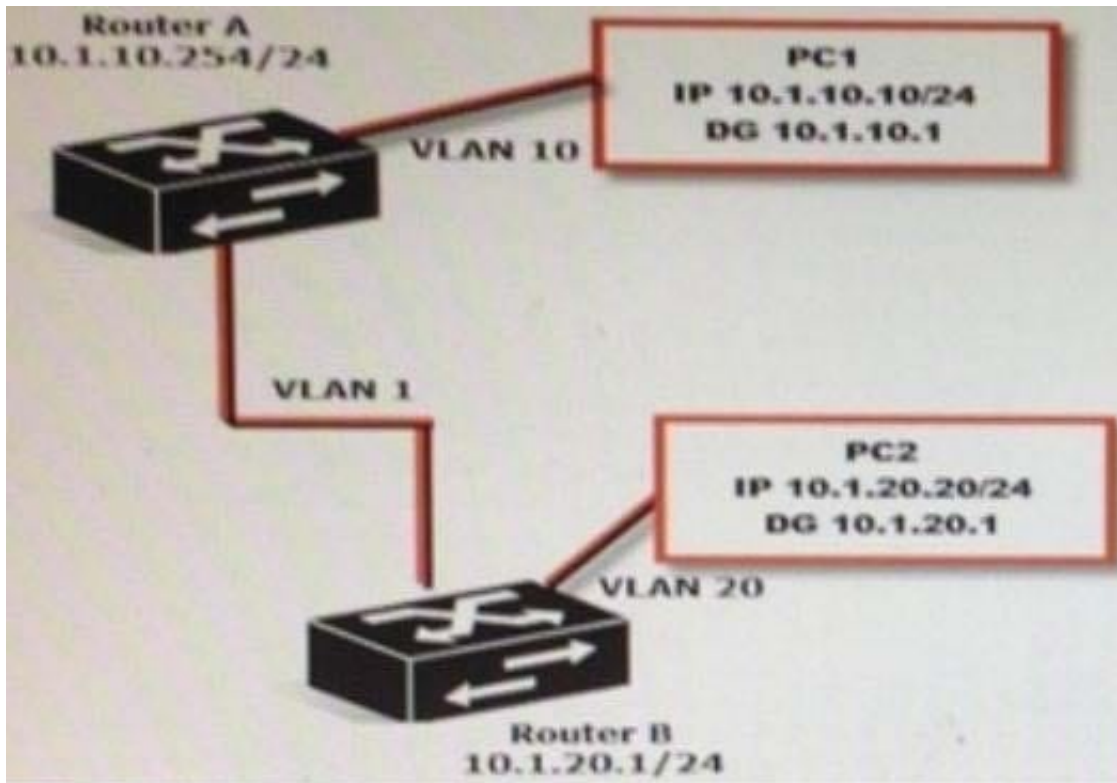 Router A
10.1.10.254/24
PC1
IP 10.1.10.10/24
DG 10.1.10.1
VLAN 10
VLAN 1
PC2
IP 10.1.20.20/24
DG 10.1.20.1
VLAN 20
Router B
10.1.20.1/24